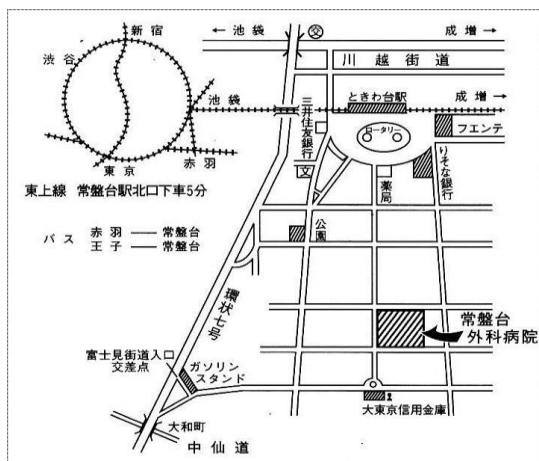 新宿
渋谷
池袋
東京
赤羽
東上線 常盤台駅北口下車5分
バス 赤羽 ── 常盤台
王子 ── 常盤台
← 池袋
交
成増 →
川越街道
ときわ台駅
成増 →
三井住友銀行
ロータリー
フエンテ
りそな銀行
文
薬局
公園
環状七号
常盤台
外科病院
富士見街道入口
交差点
ガソリン
スタンド
大東京信用金庫
大和町
中仙道